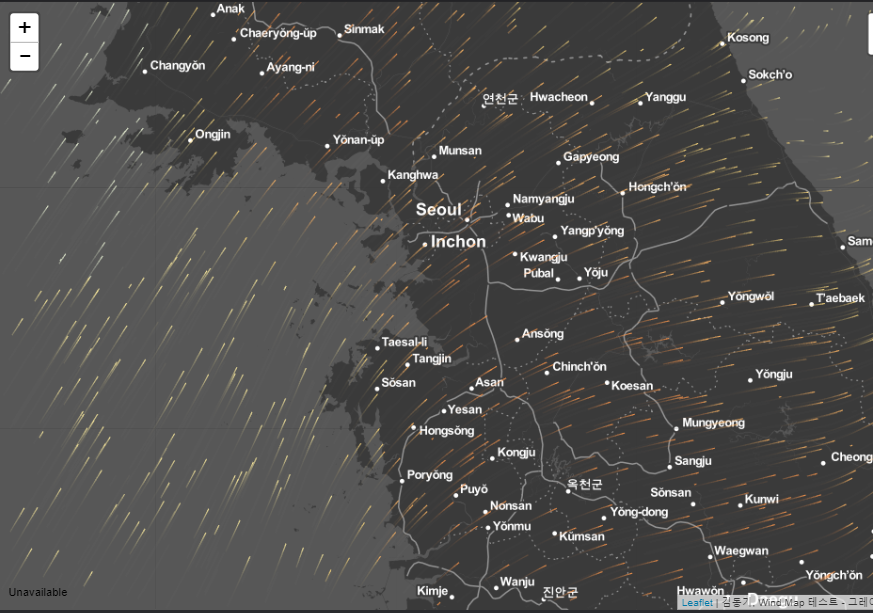 +
−
Anak
Chaeryŏng-ŭp
Sinmak
Kosong
Changyŏn
Ayang-ni
Sokch'o
연천군
Hwacheon
Yanggu
Ongjin
Yŏnan-ŭp
Munsan
Gapyeong
Kanghwa
Hongch'ŏn
Namyangju
Seoul
Wabu
Yangp'yŏng
Inchon
Sam
Kwangju
Pubal
Yŏju
Yŏngwŏl
T'aebaek
Ansŏng
Taesal-li
Tangjin
Chinch'ŏn
Yŏngju
Sŏsan
Asan
Koesan
Yesan
Mungyeong
Hongsŏng
Kongju
Cheong
Sangju
Poryŏng
옥천군
Puyŏ
Sŏnsan
Kunwi
Nonsan
Yŏng-dong
Yŏnmu
Kŭmsan
Waegwan
Yŏngch'ŏn
Unavailable
Kimje
Wanju
진안군
Hwawŏn
Leaflet | 김동기 Wind Map 테스트 - 그레이